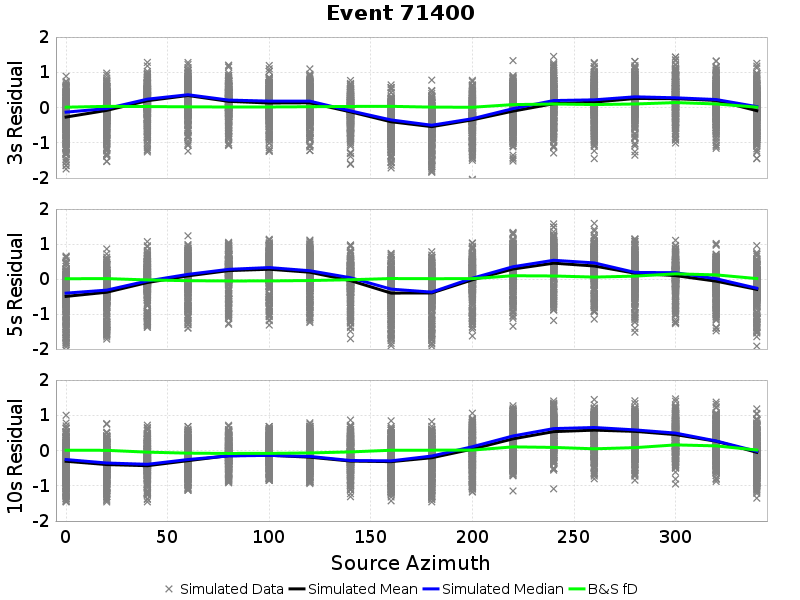 Event 71400
3s Residual
2
1
0
-1
-2
5s Residual
2
1
0
-1
-2
10s Residual
2
1
0
-1
-2
0 50 100 150 200 250 300
Source Azimuth
Simulated Data Simulated Mean Simulated Median B&S fD